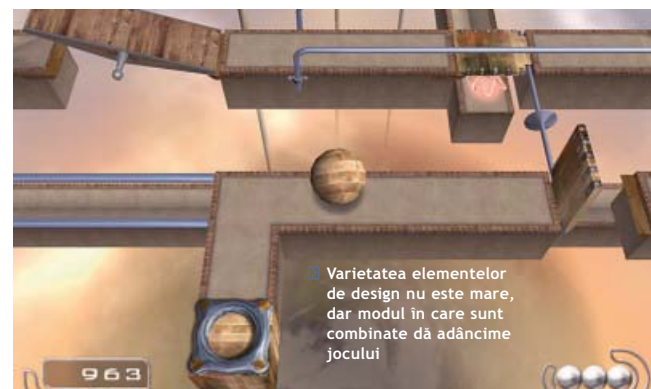 Varietatea elementelor
de design nu este mare,
dar modul în care sunt
combinate dă adâncime
jocului
963